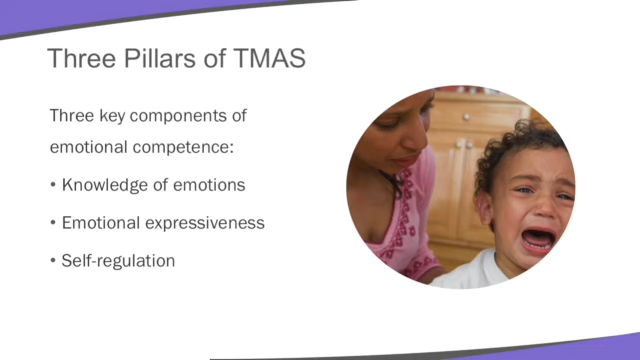 Three Pillars of TMAS
Three key components of
emotional competence:
• Knowledge of emotions
• Emotional expressiveness
• Self-regulation